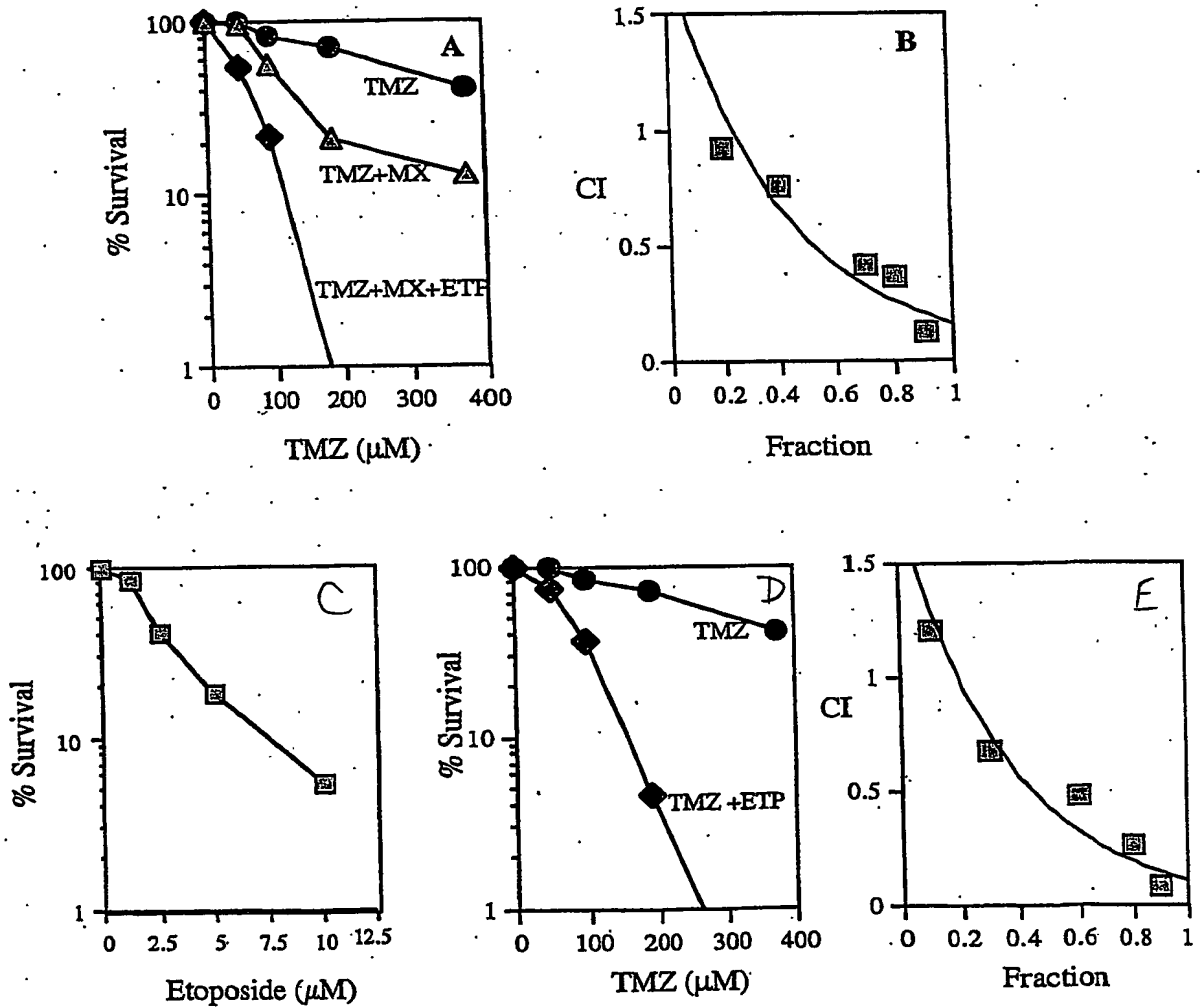 A
100
10
1
% Survival
TMZ
TMZ+MX
TMZ+MX+ETP
0 100 200 300 400
TMZ (µM)
B
1.5
1
0.5
0.
CI
0 0.2 0.4 0.6 0.8 1
Fraction
C
100
10
1
% Survival
0 2.5 5 7.5 10 12.5
Etoposide (µM)
D
100
10
1
% Survival
TMZ
TMZ +ETP
0 100 200 300 400
TMZ (µM)
E
1.5
1
0.5
0
CI
0 0.2 0.4 0.6 0.8 1
Fraction